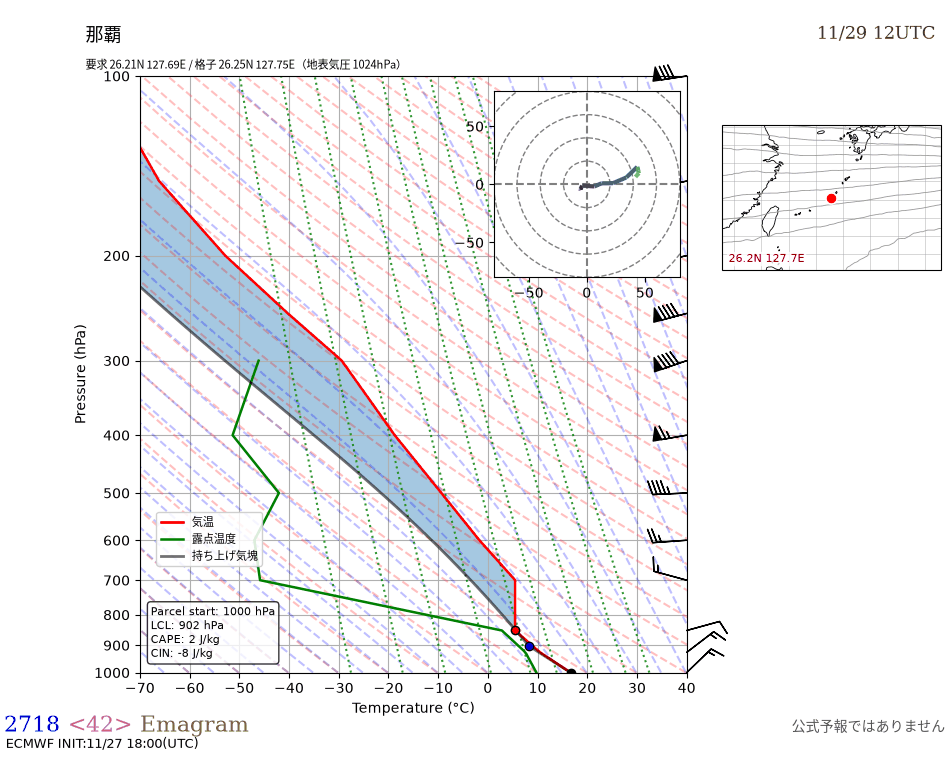 那覇
11/29 12UTC
要求 26.21N 127.69E / 格子 26.25N 127.75E（地表気圧 1024hPa）
100
200
300
400
500
600
700
800
900
1000
Pressure (hPa)
−70 −60 −50 −40 −30 −20 −10 0 10 20 30 40
Temperature (°C)
50
0
−50
−50 0 50
26.2N 127.7E
気温
露点温度
持ち上げ気塊
Parcel start: 1000 hPa
LCL: 902 hPa
CAPE: 2 J/kg
CIN: -8 J/kg
2718 <42> Emagram
公式予報ではありません
ECMWF INIT:11/27 18:00(UTC)